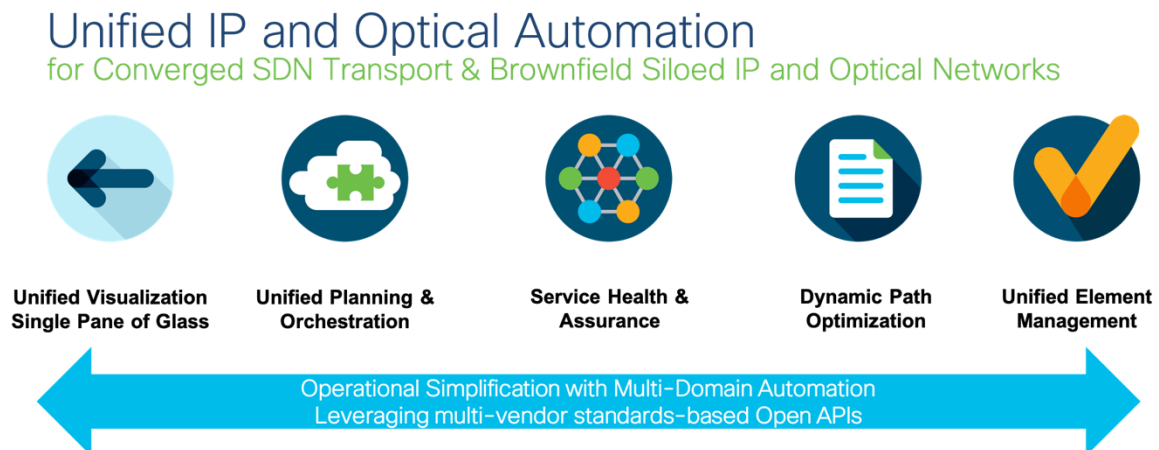 Unified IP and Optical Automation
for Converged SDN Transport & Brownfield Siloed IP and Optical Networks
Unified Visualization
Single Pane of Glass
Unified Planning &
Orchestration
Service Health &
Assurance
Dynamic Path
Optimization
Unified Element
Management
Operational Simplification with Multi-Domain Automation
Leveraging multi-vendor standards-based Open APIs